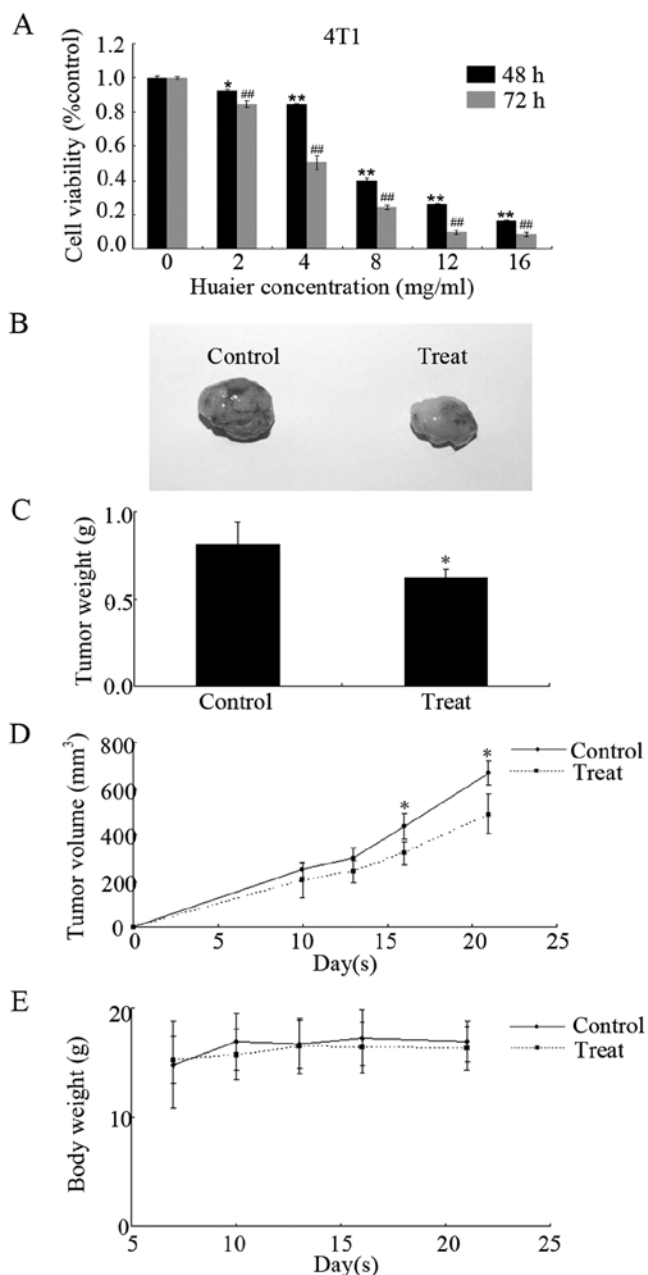 A
4T1
Cell viability (%control)
1.2
1.0
0.8
0.6
0.4
0.2
0.0
48 h
72 h
*
##
**
##
**
##
**
##
**
##
0
2
4
8
12
16
Huaier concentration (mg/ml)
B
Control
Treat
C
Tumor weight (g)
1.0
0.5
0.0
*
Control
Treat
D
Tumor volume (mm³)
800
600
400
200
0
*
*
Control
Treat
0
5
10
15
20
25
Day(s)
E
Body weight (g)
20
10
0
Control
Treat
5
10
15
20
25
Day(s)